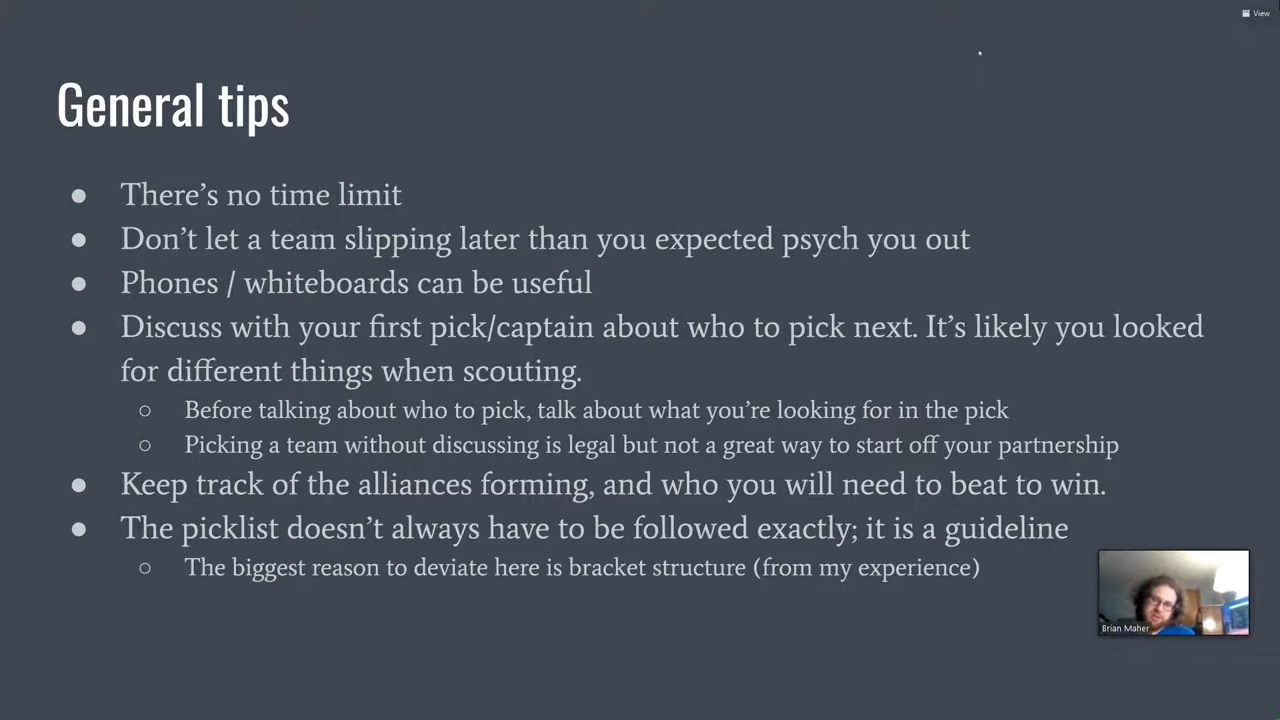 View
General tips
● There’s no time limit
● Don’t let a team slipping later than you expected psych you out
● Phones / whiteboards can be useful
● Discuss with your first pick/captain about who to pick next. It’s likely you looked
for different things when scouting.
○ Before talking about who to pick, talk about what you’re looking for in the pick
○ Picking a team without discussing is legal but not a great way to start off your partnership
● Keep track of the alliances forming, and who you will need to beat to win.
● The picklist doesn’t always have to be followed exactly; it is a guideline
○ The biggest reason to deviate here is bracket structure (from my experience)
Brian Maher